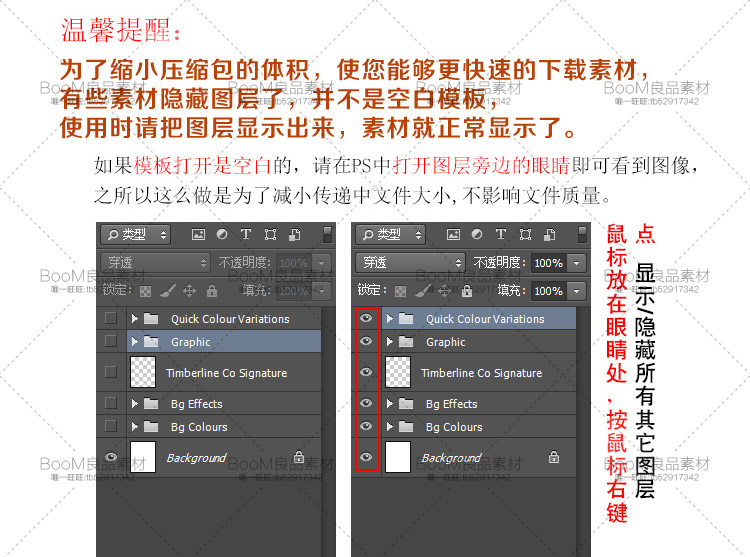 温馨提醒:
为了缩小压缩包的体积，使您能够更快速的下载素材，
有些素材隐藏图层了，并不是空白模板，
使用时请把图层显示出来，素材就正常显示了。
如果模板打开是空白的，请在PS中打开图层旁边的眼睛即可看到图像，
之所以这么做是为了减小传递中文件大小,不影响文件质量。
类型
穿透 不透明度: 100%
锁定: 填充: 100%
Quick Colour Variations
Graphic
Timberline Co Signature
Bg Effects
Bg Colours
Background
类型
穿透 不透明度: 100%
锁定: 填充: 100%
Quick Colour Variations
Graphic
Timberline Co Signature
Bg Effects
Bg Colours
Background
鼠标放在眼睛处,按鼠标右键
点 显示/隐藏所有其它图层
BooM良品素材
唯一旺旺:tb52917342